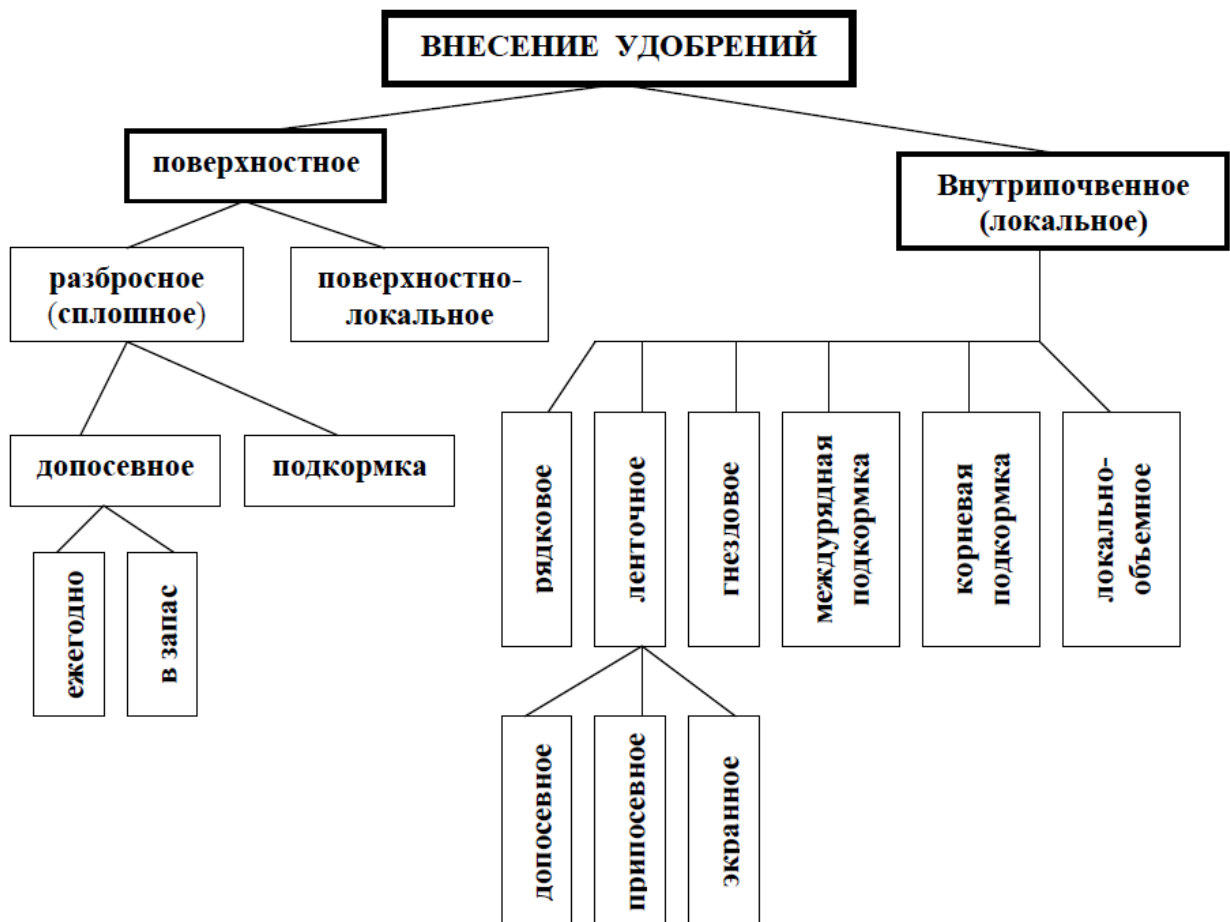 ВНЕСЕНИЕ УДОБРЕНИЙ
поверхностное
Внутрипочвенное
(локальное)
разбросное
(сплошное)
поверхностно-
локальное
допосевное
подкормка
рядковое
ленточное
гнездовое
междурядная
подкормка
корневая
подкормка
локально-
объемное
ежегодно
в запас
допосевное
припосевное
экранное